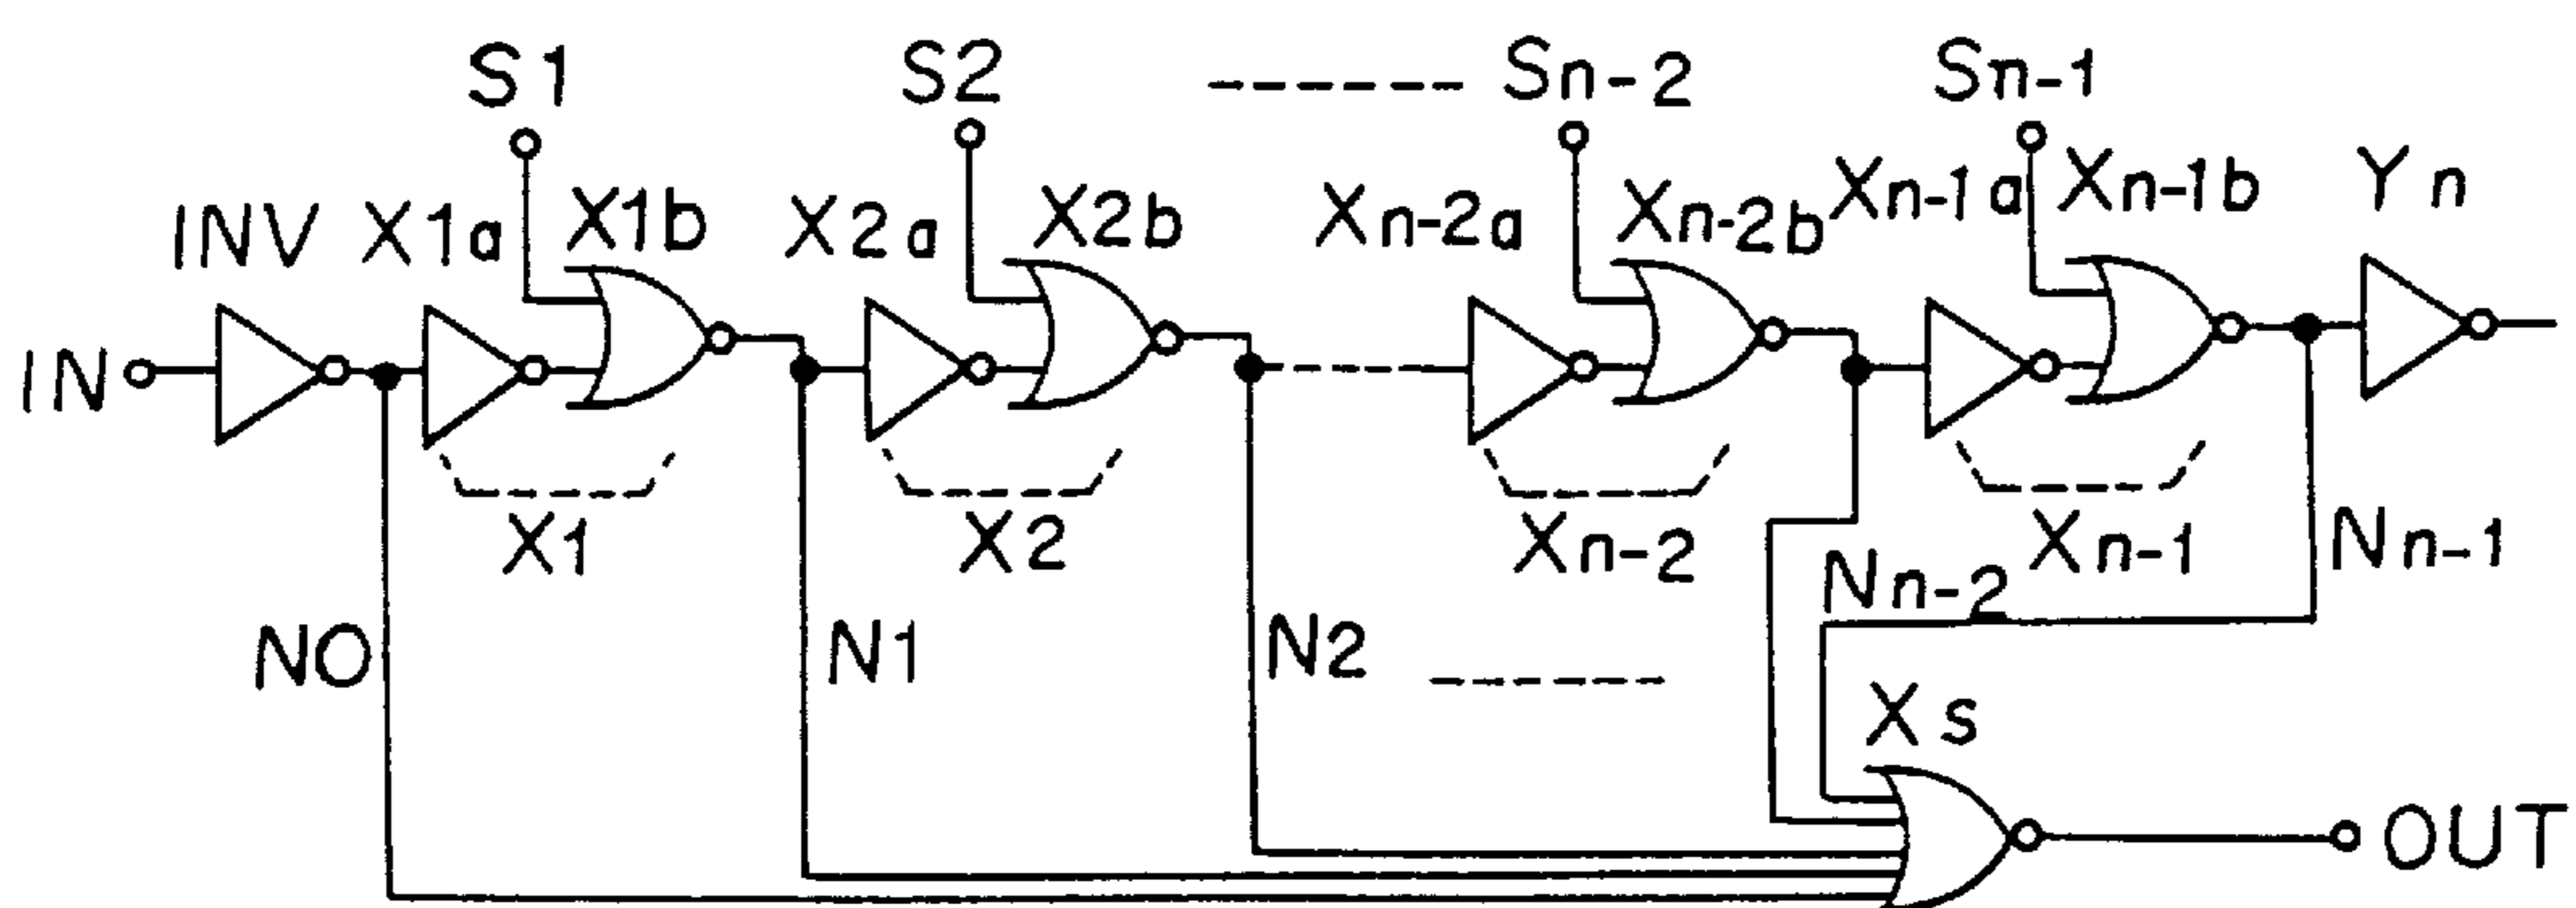 S1 S2 Sn-2 Sn-1
INV X1a X1b X2a X2b Xn-2a Xn-2b Xn-1a Xn-1b Yn
IN
X1 X2 Xn-2 Xn-1
N0 N1 N2 Nn-2 Nn-1
Xs
OUT